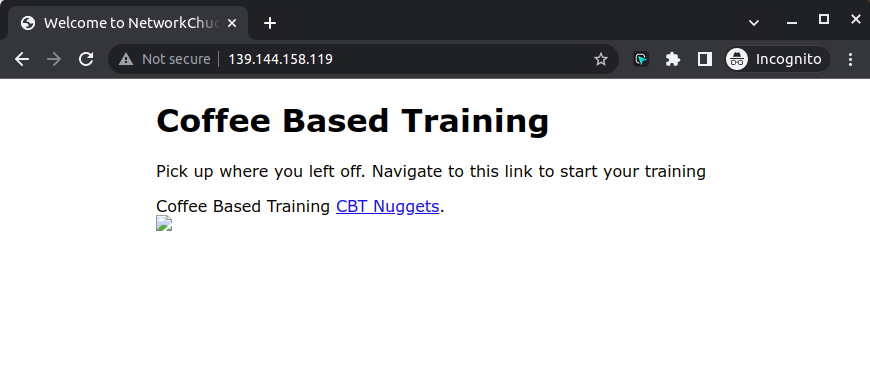 Welcome to NetworkChuc
Not secure
139.144.158.119
Incognito
Coffee Based Training
Pick up where you left off. Navigate to this link to start your training
Coffee Based Training CBT Nuggets.